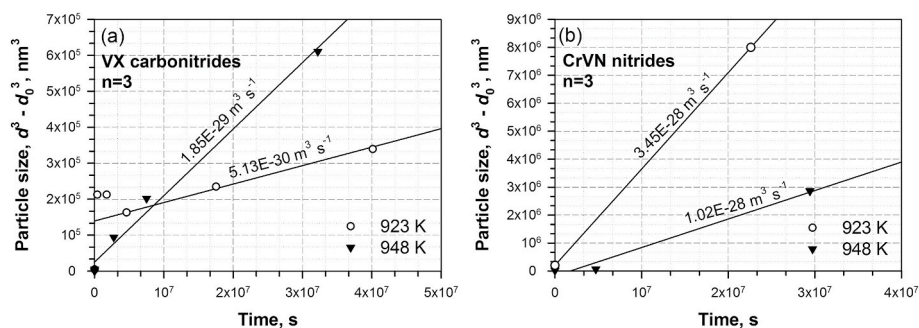 (a)
VX carbonitrides
n=3
Particle size, d³ - d₀³, nm³
7x10⁵
6x10⁵
5x10⁵
4x10⁵
3x10⁵
2x10⁵
10⁵
0
1.85E-29 m³ s⁻¹
5.13E-30 m³ s⁻¹
923 K
948 K
0 10⁷ 2x10⁷ 3x10⁷ 4x10⁷ 5x10⁷
Time, s
(b)
CrVN nitrides
n=3
Particle size, d³ - d₀³, nm³
9x10⁶
8x10⁶
7x10⁶
6x10⁶
5x10⁶
4x10⁶
3x10⁶
2x10⁶
10⁶
0
3.45E-28 m³ s⁻¹
1.02E-28 m³ s⁻¹
923 K
948 K
0 10⁷ 2x10⁷ 3x10⁷ 4x10⁷
Time, s